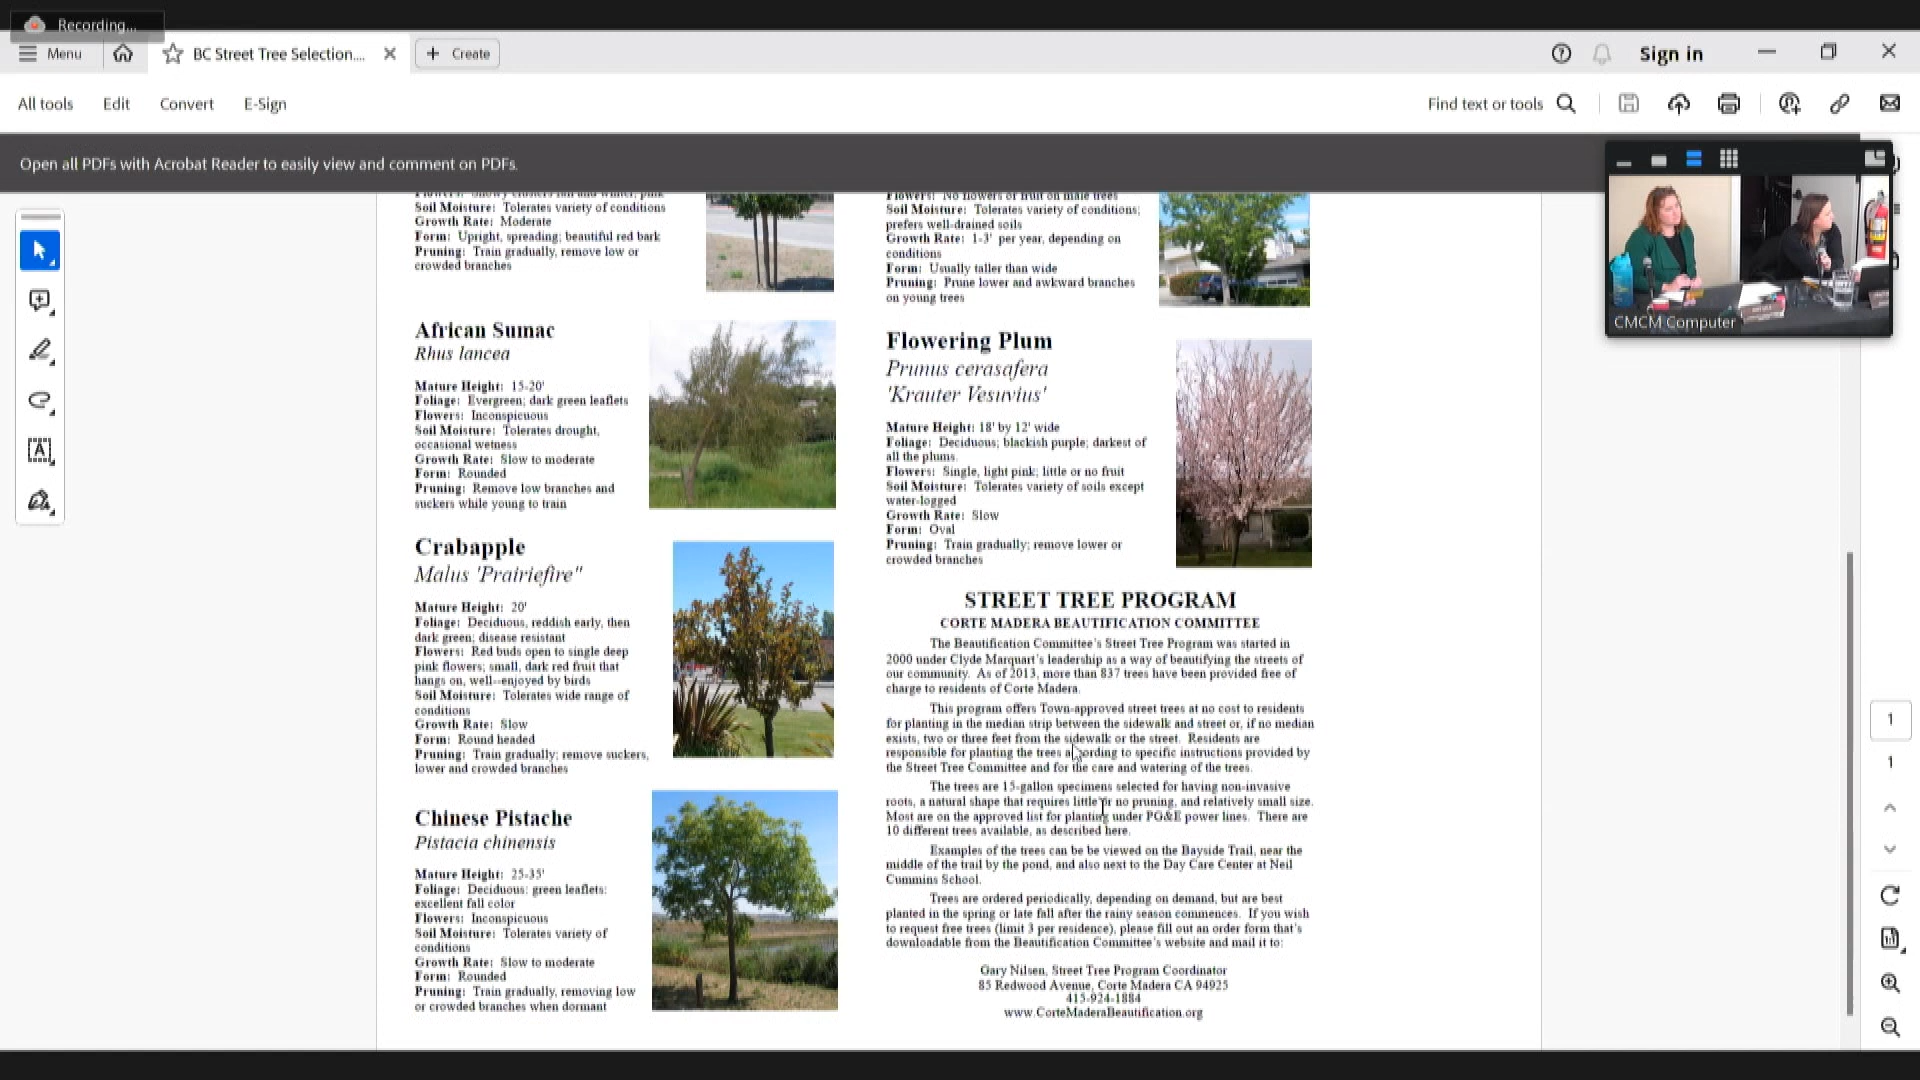 Recording...
Menu
BC Street Tree Selection....
Create
Sign in
All tools
Edit
Convert
E-Sign
Find text or tools
Open all PDFs with Acrobat Reader to easily view and comment on PDFs.
CMCM Computer
Soil Moisture: Tolerates variety of conditions
Growth Rate: Moderate
Form: Upright, spreading; beautiful red bark
Pruning: Train gradually, remove low or
crowded branches
African Sumac
Rhus lancea
Mature Height: 15-20'
Foliage: Evergreen; dark green leaflets
Flowers: Inconspicuous
Soil Moisture: Tolerates drought,
occasional wetness
Growth Rate: Slow to moderate
Form: Rounded
Pruning: Remove low branches and
suckers while young to train
Crabapple
Malus 'Prairiefire"
Mature Height: 20'
Foliage: Deciduous, reddish early, then
dark green; disease resistant
Flowers: Red buds open to single deep
pink flowers; small, dark red fruit that
hangs on, well--enjoyed by birds
Soil Moisture: Tolerates wide range of
conditions
Growth Rate: Slow
Form: Round headed
Pruning: Train gradually; remove suckers,
lower and crowded branches
Chinese Pistache
Pistacia chinensis
Mature Height: 25-35'
Foliage: Deciduous; green leaflets;
excellent fall color
Flowers: Inconspicuous
Soil Moisture: Tolerates variety of
conditions
Growth Rate: Slow to moderate
Form: Rounded
Pruning: Train gradually, removing low
or crowded branches when dormant
Flowers: No flowers or fruit on male trees
Soil Moisture: Tolerates variety of conditions;
prefers well-drained soils
Growth Rate: 1-3' per year, depending on
conditions
Form: Usually taller than wide
Pruning: Prune lower and awkward branches
on young trees
Flowering Plum
Prunus cerasafera
'Krauter Vesuvius'
Mature Height: 18' by 12' wide
Foliage: Deciduous; blackish purple; darkest of
all the plums.
Flowers: Single, light pink; little or no fruit
Soil Moisture: Tolerates variety of soils except
water-logged
Growth Rate: Slow
Form: Oval
Pruning: Train gradually; remove lower or
crowded branches
STREET TREE PROGRAM
CORTE MADERA BEAUTIFICATION COMMITTEE
The Beautification Committee's Street Tree Program was started in
2000 under Clyde Marquart's leadership as a way of beautifying the streets of
our community. As of 2013, more than 837 trees have been provided free of
charge to residents of Corte Madera.
This program offers Town-approved street trees at no cost to residents
for planting in the median strip between the sidewalk and street or, if no median
exists, two or three feet from the sidewalk or the street. Residents are
responsible for planting the trees according to specific instructions provided by
the Street Tree Committee and for the care and watering of the trees.
The trees are 15-gallon specimens selected for having non-invasive
roots, a natural shape that requires little or no pruning, and relatively small size.
Most are on the approved list for planting under PG&E power lines. There are
10 different trees available, as described here.
Examples of the trees can be be viewed on the Bayside Trail, near the
middle of the trail by the pond, and also next to the Day Care Center at Neil
Cummins School.
Trees are ordered periodically, depending on demand, but are best
planted in the spring or late fall after the rainy season commences. If you wish
to request free trees (limit 3 per residence), please fill out an order form that's
downloadable from the Beautification Committee's website and mail it to:
Gary Nilsen, Street Tree Program Coordinator
85 Redwood Avenue, Corte Madera CA 94925
415-924-1884
www.CorteMaderaBeautification.org
1
1